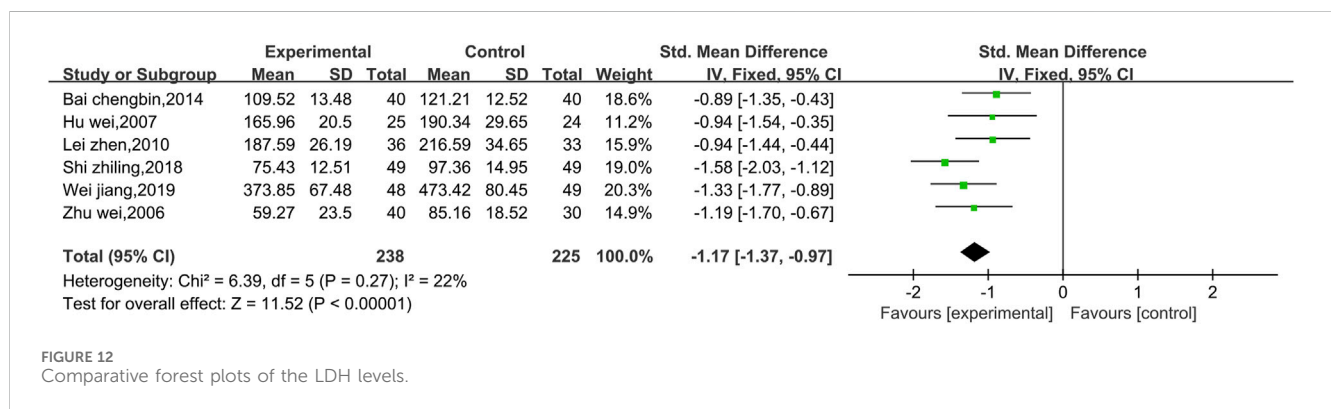 Experimental Control Std. Mean Difference Std. Mean Difference
Study or Subgroup Mean SD Total Mean SD Total Weight IV, Fixed, 95% CI IV, Fixed, 95% CI
Bai chengbin,2014 109.52 13.48 40 121.21 12.52 40 18.6% -0.89 [-1.35, -0.43]
Hu wei,2007 165.96 20.5 25 190.34 29.65 24 11.2% -0.94 [-1.54, -0.35]
Lei zhen,2010 187.59 26.19 36 216.59 34.65 33 15.9% -0.94 [-1.44, -0.44]
Shi zhiling,2018 75.43 12.51 49 97.36 14.95 49 19.0% -1.58 [-2.03, -1.12]
Wei jiang,2019 373.85 67.48 48 473.42 80.45 49 20.3% -1.33 [-1.77, -0.89]
Zhu wei,2006 59.27 23.5 40 85.16 18.52 30 14.9% -1.19 [-1.70, -0.67]
Total (95% CI) 238 225 100.0% -1.17 [-1.37, -0.97]
Heterogeneity: Chi² = 6.39, df = 5 (P = 0.27); I² = 22%
Test for overall effect: Z = 11.52 (P < 0.00001)
-2 -1 0 1 2
Favours [experimental] Favours [control]
FIGURE 12
Comparative forest plots of the LDH levels.